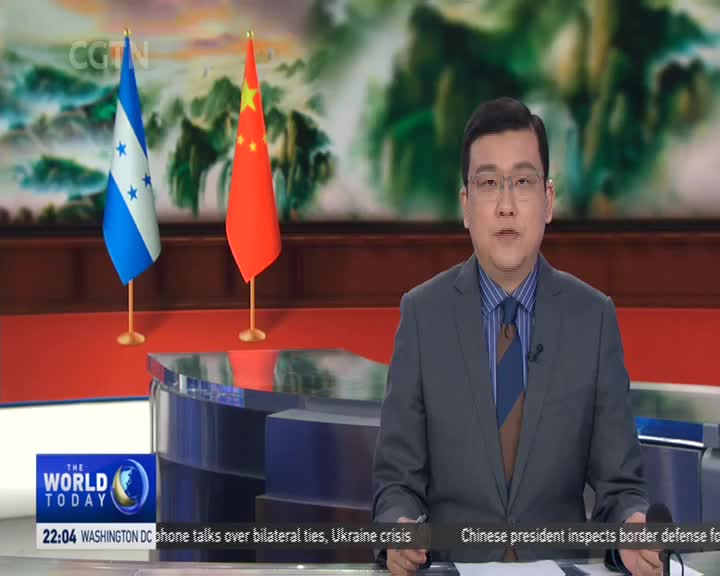 CGTN
THE
WORLD
TODAY
22:04 WASHINGTON DC
phone talks over bilateral ties, Ukraine crisis Chinese president inspects border defense fo